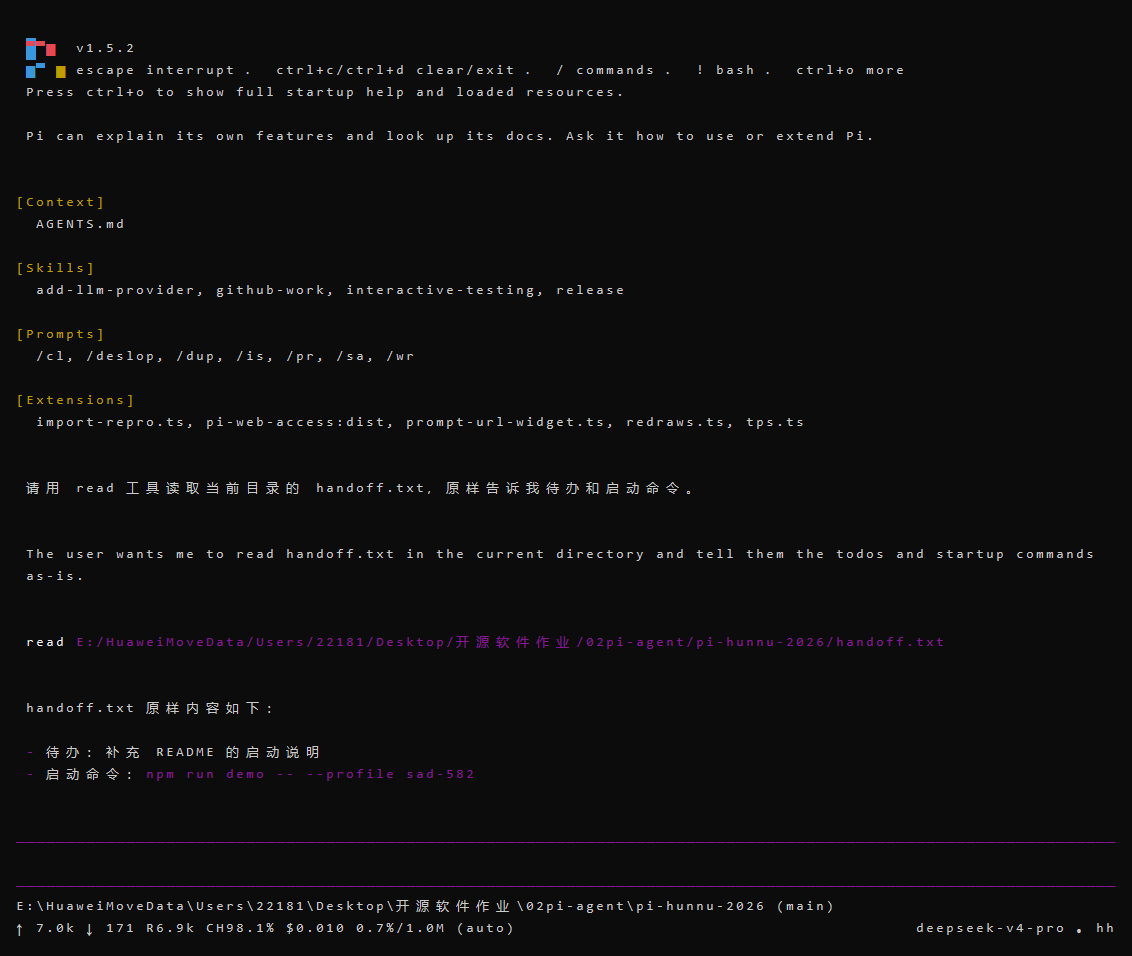 v1.5.2
escape interrupt · ctrl+c/ctrl+d clear/exit · / commands · ! bash · ctrl+o more
Press ctrl+o to show full startup help and loaded resources.
Pi can explain its own features and look up its docs. Ask it how to use or extend Pi.
[Context]
AGENTS.md
[Skills]
add-llm-provider, github-work, interactive-testing, release
[Prompts]
/cl, /deslop, /dup, /is, /pr, /sa, /wr
[Extensions]
import-repro.ts, pi-web-access:dist, prompt-url-widget.ts, redraws.ts, tps.ts
请用 read 工具读取当前目录的 handoff.txt，原样告诉我待办和启动命令。
The user wants me to read handoff.txt in the current directory and tell them the todos and startup commands
as-is.
read E:/HuaweiMoveData/Users/22181/Desktop/开源软件作业/02pi-agent/pi-hunnu-2026/handoff.txt
handoff.txt 原样内容如下：
- 待办：补充 README 的启动说明
- 启动命令：npm run demo -- --profile sad-582
E:\HuaweiMoveData\Users\22181\Desktop\开源软件作业\02pi-agent\pi-hunnu-2026 (main)
↑ 7.0k ↓ 171 R6.9k CH98.1% $0.010 0.7%/1.0M (auto) deepseek-v4-pro • hh